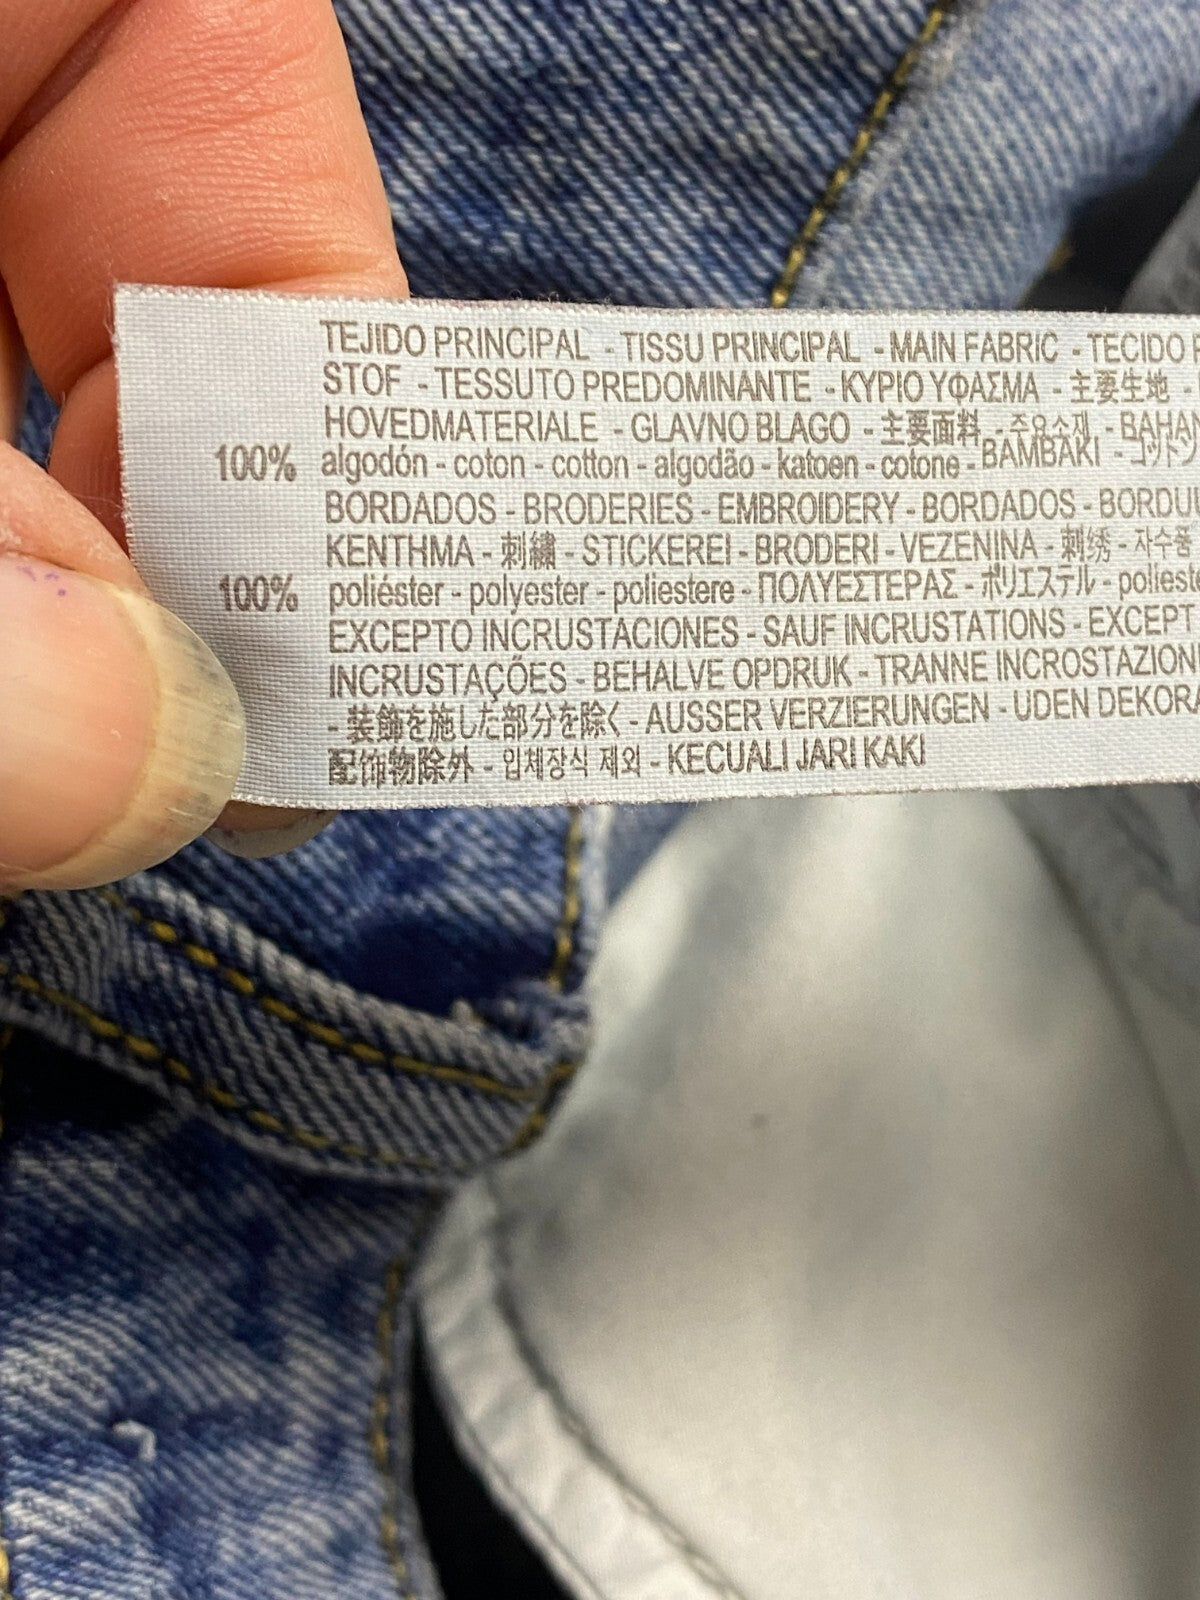 TEJIDO PRINCIPAL - TISSU PRINCIPAL - MAIN FABRIC - TECIDO
STOF - TESSUTO PREDOMINANTE - ΚΥΡΙΟ ΥΦΑΣΜΑ - 主要生地 -
HOVEDMATERIALE - GLAVNO BLAGO - 主要面料 - 주요소재 -
100% algodón - coton - cotton - algodão - katoen - cotone - BAMBAKI - コットン
BORDADOS - BRODERIES - EMBROIDERY - BORDADOS -
KENTHMA - 刺繍 - STICKEREI - BRODERI - VEZENINA - 刺绣 - 자수품
100% poliéster - polyester - poliestere - ΠΟΛΥΕΣΤΕΡΑΣ - ポリエステル -
EXCEPTO INCRUSTACIONES - SAUF INCRUSTATIONS -
INCRUSTAÇÕES - BEHALVE OPDRUK - TRANNE
- 装飾を施した部分を除く - AUSSER VERZIERUNGEN - UDEN
配饰物除外 - 입체장식 제외 - KECUALI JARI KAKI